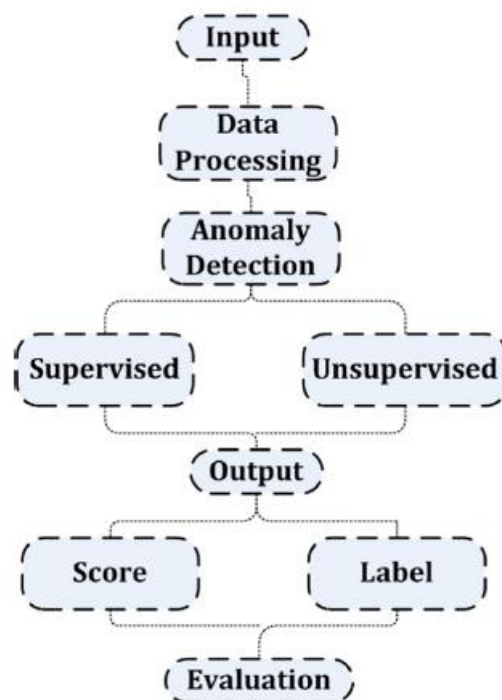 Input
Data
Processing
Anomaly
Detection
Supervised
Unsupervised
Output
Score
Label
Evaluation